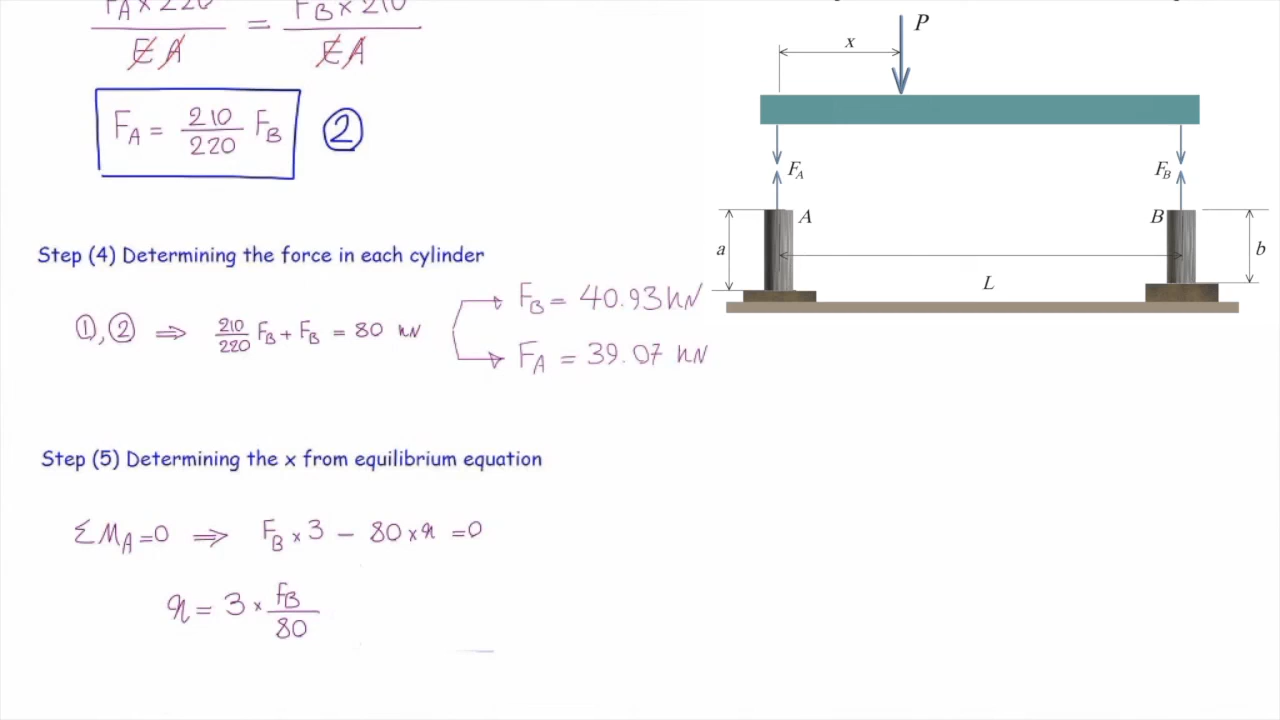 F_A × 220 / EA = F_B × 210 / EA
F_A = 210/220 F_B ②
Step (4) Determining the force in each cylinder
①, ② ⇒ 210/220 F_B + F_B = 80 kN
F_B = 40.93 kN
F_A = 39.07 kN
Step (5) Determining the x from equilibrium equation
ΣM_A = 0 ⇒ F_B × 3 − 80 × x = 0
x = 3 × F_B/80
P
x
F_A F_B
A B
a b
L